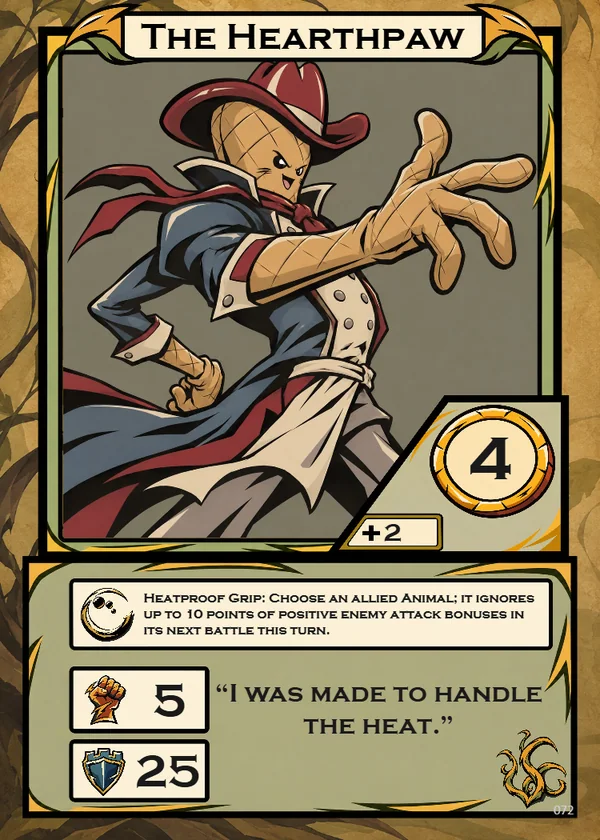 The Hearthpaw
4
+2
Heatproof Grip: Choose an allied Animal; it ignores
up to 10 points of positive enemy attack bonuses in
its next battle this turn.
5
“I was made to handle
the heat.”
25
072